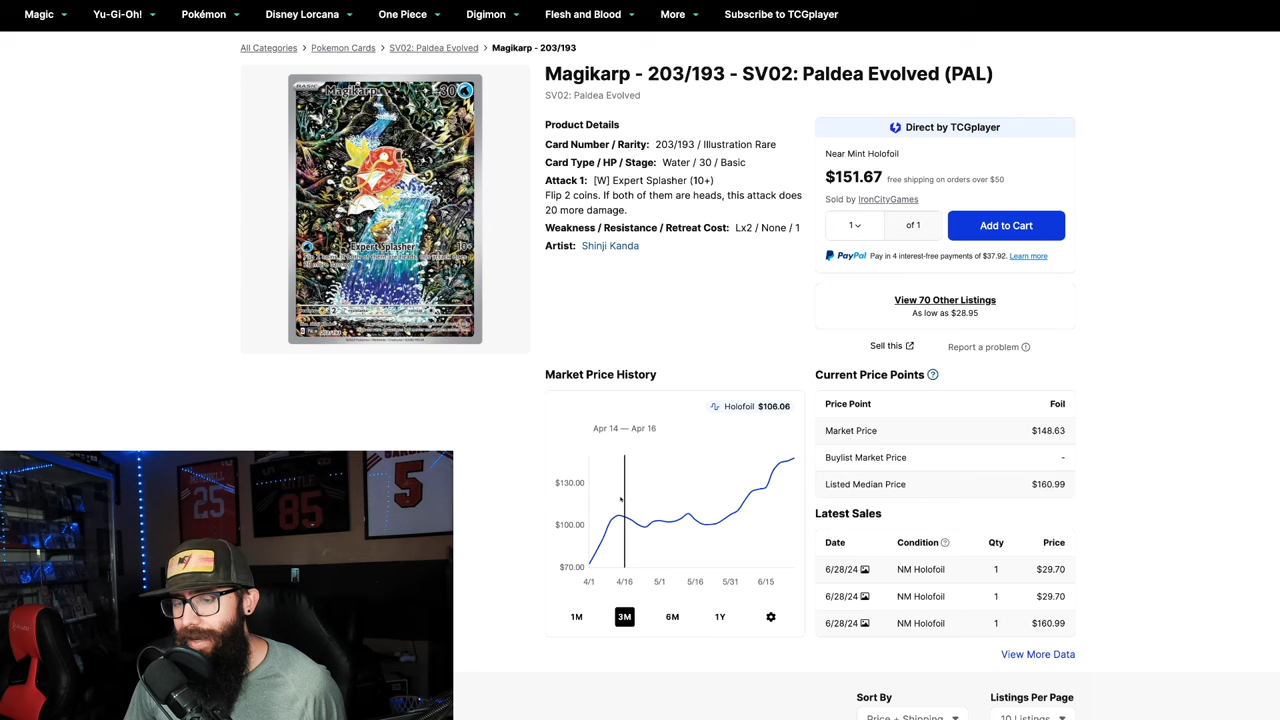 Magic Yu-Gi-Oh! Pokémon Disney Lorcana One Piece Digimon Flesh and Blood More Subscribe to TCGplayer
All Categories > Pokemon Cards > SV02: Paldea Evolved > Magikarp - 203/193
Magikarp - 203/193 - SV02: Paldea Evolved (PAL)
SV02: Paldea Evolved
BASIC
Magikarp
30
Expert Splasher 10+
Product Details
Card Number / Rarity: 203/193 / Illustration Rare
Card Type / HP / Stage: Water / 30 / Basic
Attack 1: [W] Expert Splasher (10+)
Flip 2 coins. If both of them are heads, this attack does
20 more damage.
Weakness / Resistance / Retreat Cost: Lx2 / None / 1
Artist: Shinji Kanda
Direct by TCGplayer
Near Mint Holofoil
$151.67 free shipping on orders over $50
Sold by IronCityGames
1 of 1 Add to Cart
PayPal Pay in 4 interest-free payments of $37.92. Learn more
View 70 Other Listings
As low as $28.95
Sell this Report a problem
Market Price History
Holofoil $106.06
Apr 14 — Apr 16
$130.00
$100.00
$70.00
4/1 4/16 5/1 5/16 5/31 6/15
1M 3M 6M 1Y
Current Price Points
Price Point Foil
Market Price $148.63
Buylist Market Price -
Listed Median Price $160.99
Latest Sales
Date Condition Qty Price
6/28/24 NM Holofoil 1 $29.70
6/28/24 NM Holofoil 1 $29.70
6/28/24 NM Holofoil 1 $160.99
View More Data
Sort By Listings Per Page
Price + Shipping 10 Listings
25
85
5